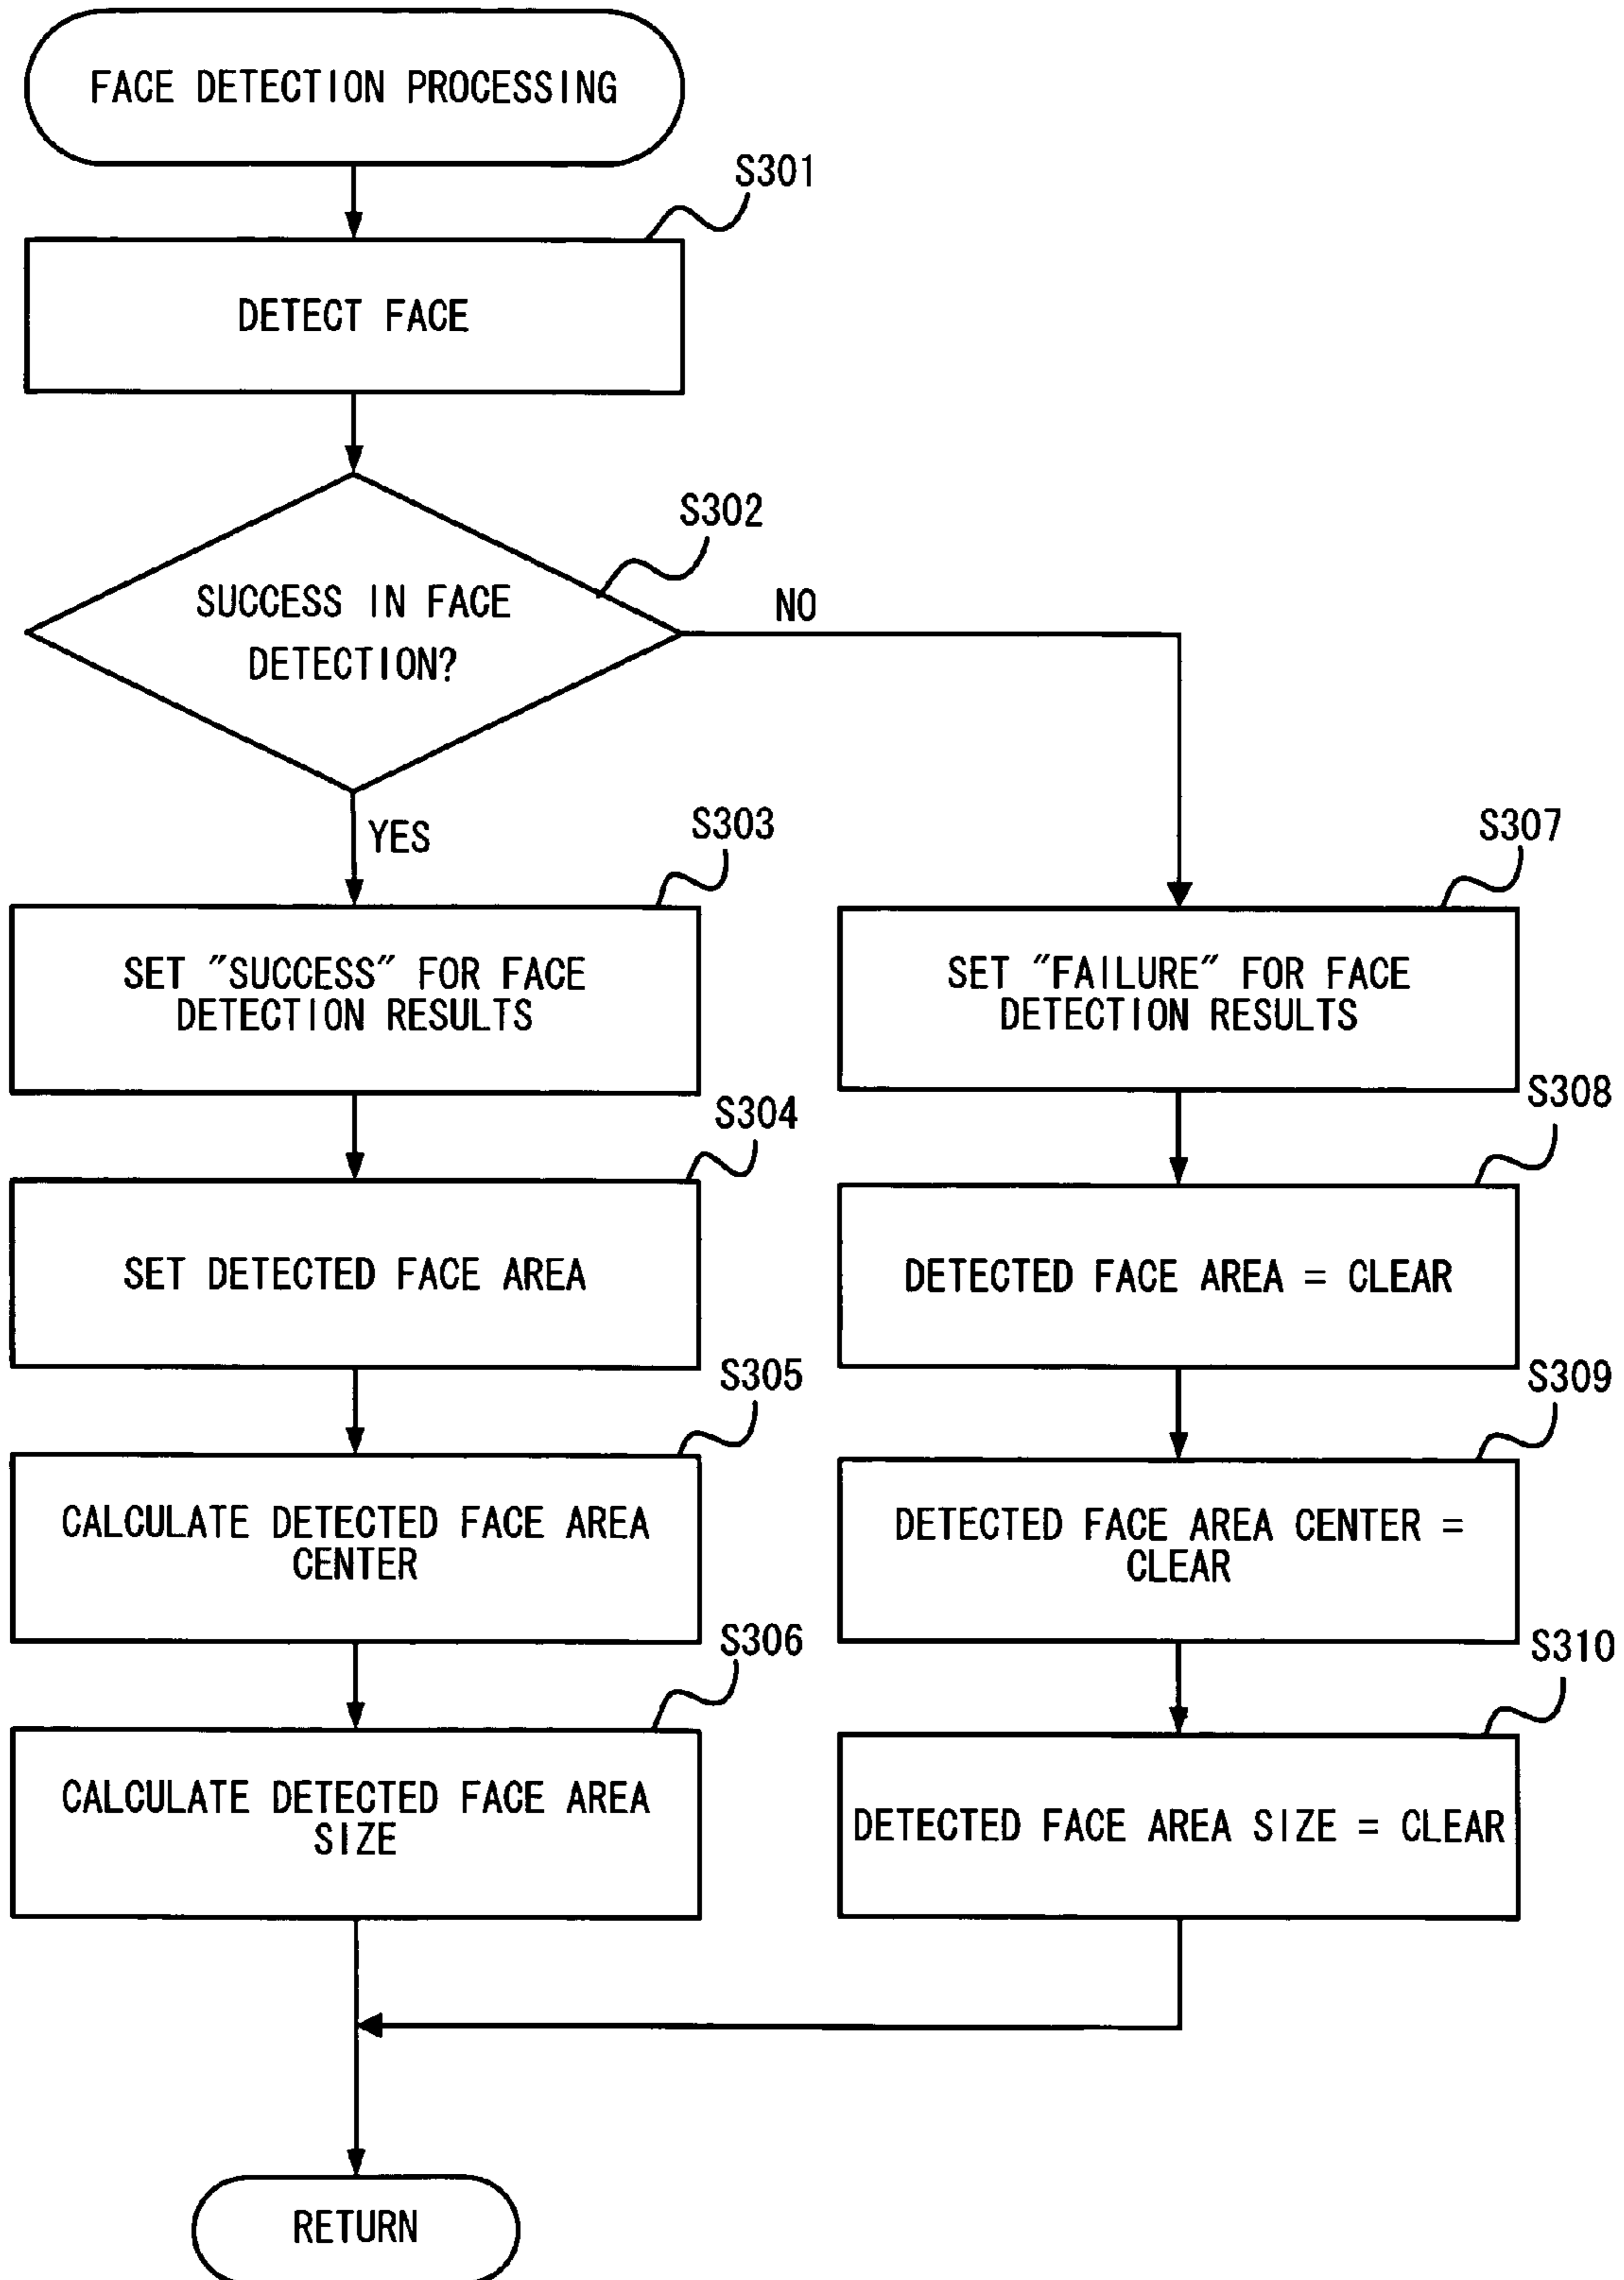 FACE DETECTION PROCESSING
S301
DETECT FACE
S302
SUCCESS IN FACE
DETECTION?
NO
YES
S303
SET "SUCCESS" FOR FACE
DETECTION RESULTS
S307
SET "FAILURE" FOR FACE
DETECTION RESULTS
S304
SET DETECTED FACE AREA
S308
DETECTED FACE AREA = CLEAR
S305
CALCULATE DETECTED FACE AREA
CENTER
S309
DETECTED FACE AREA CENTER =
CLEAR
S306
CALCULATE DETECTED FACE AREA
SIZE
S310
DETECTED FACE AREA SIZE = CLEAR
RETURN